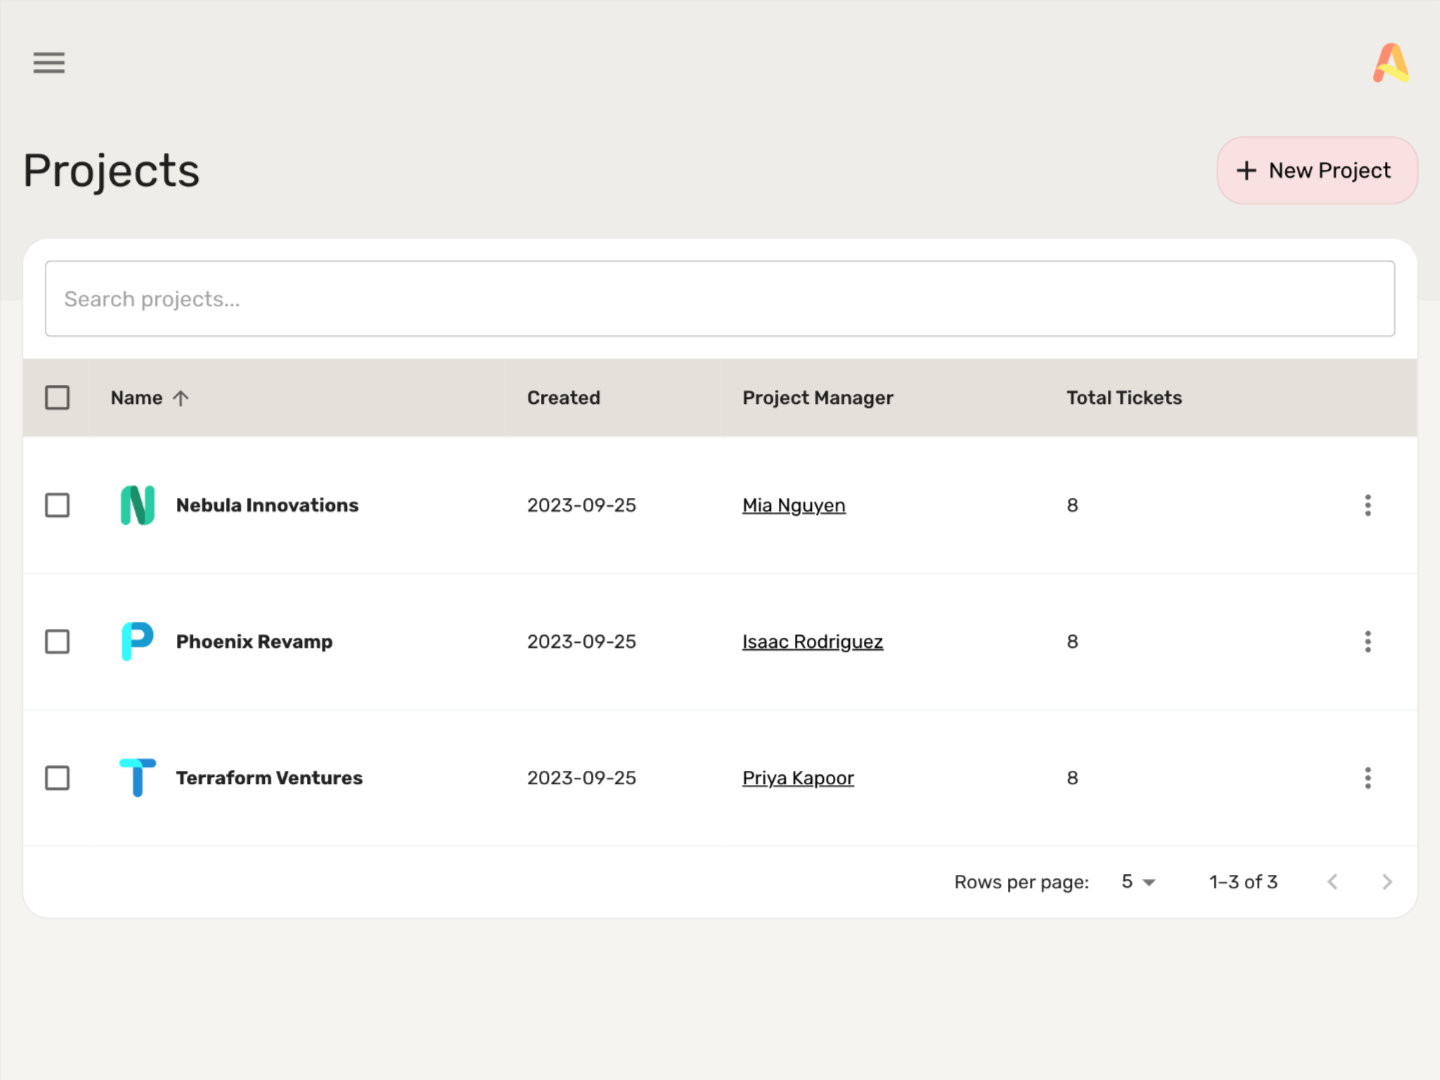 Projects
New Project
Search projects...
Name Created Project Manager Total Tickets
Nebula Innovations 2023-09-25 Mia Nguyen 8
Phoenix Revamp 2023-09-25 Isaac Rodriguez 8
Terraform Ventures 2023-09-25 Priya Kapoor 8
Rows per page: 5 1–3 of 3